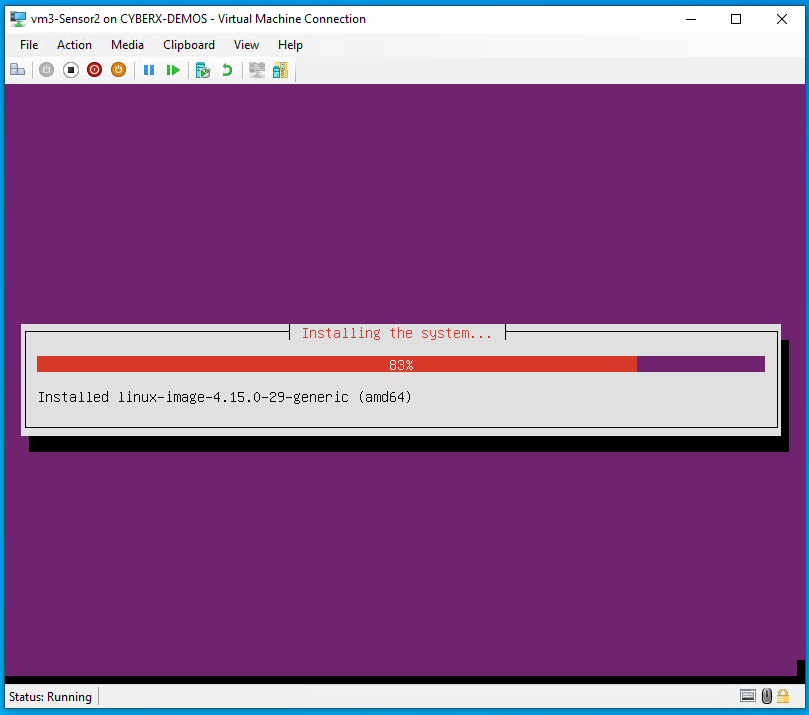 vm3-Sensor2 on CYBERX-DEMOS - Virtual Machine Connection
File Action Media Clipboard View Help
Installing the system...
83%
Installed linux-image-4.15.0-29-generic (amd64)
Status: Running